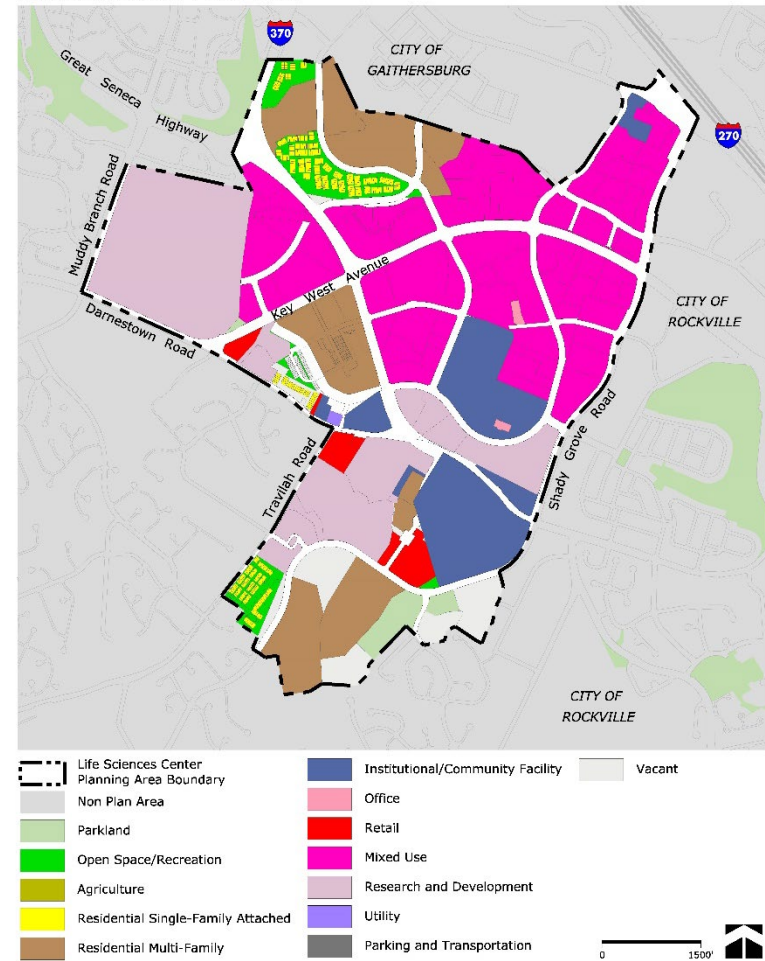 370
CITY OF
GAITHERSBURG
Great Seneca
Highway
270
Muddy Branch Road
Key West Avenue
CITY OF
ROCKVILLE
Darnestown Road
Travilah Road
Shady Grove Road
CITY OF
ROCKVILLE
Life Sciences Center
Planning Area Boundary
Non Plan Area
Parkland
Open Space/Recreation
Agriculture
Residential Single-Family Attached
Residential Multi-Family
Institutional/Community Facility
Office
Retail
Mixed Use
Research and Development
Utility
Parking and Transportation
Vacant
0 1500'